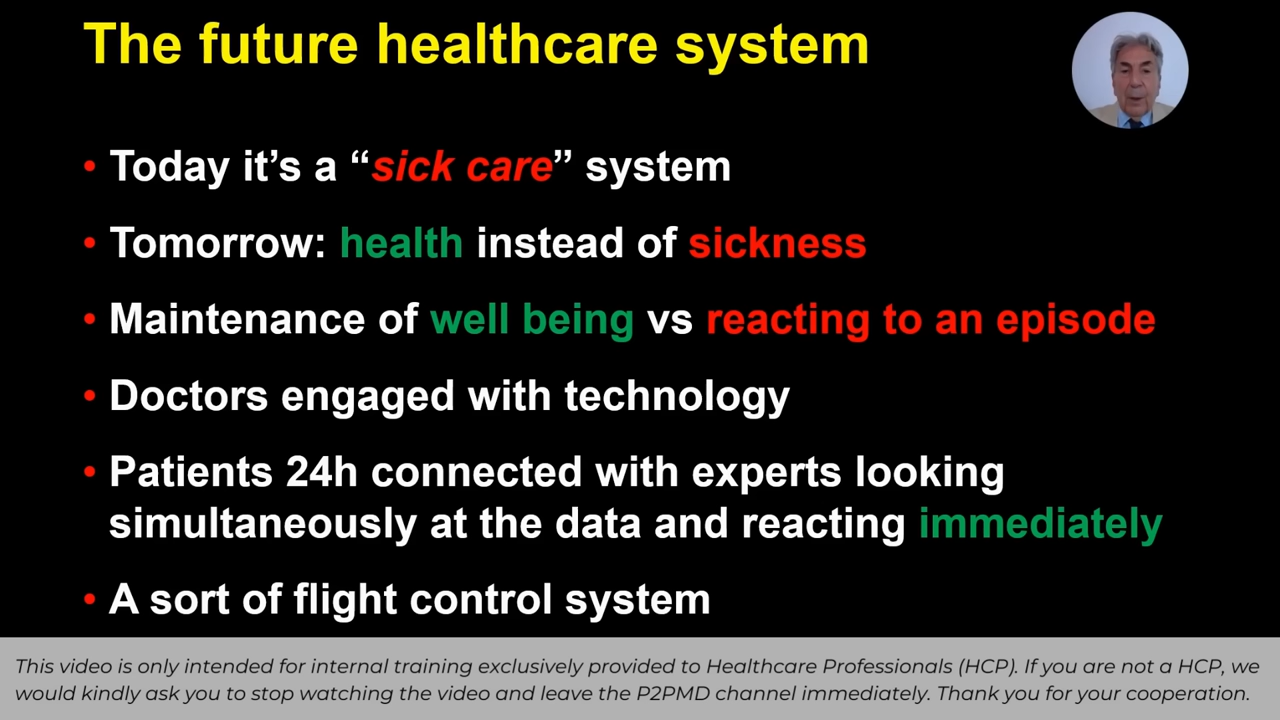 The future healthcare system
• Today it’s a “sick care” system
• Tomorrow: health instead of sickness
• Maintenance of well being vs reacting to an episode
• Doctors engaged with technology
• Patients 24h connected with experts looking
simultaneously at the data and reacting immediately
• A sort of flight control system
This video is only intended for internal training exclusively provided to Healthcare Professionals (HCP). If you are not a HCP, we
would kindly ask you to stop watching the video and leave the P2PMD channel immediately. Thank you for your cooperation.